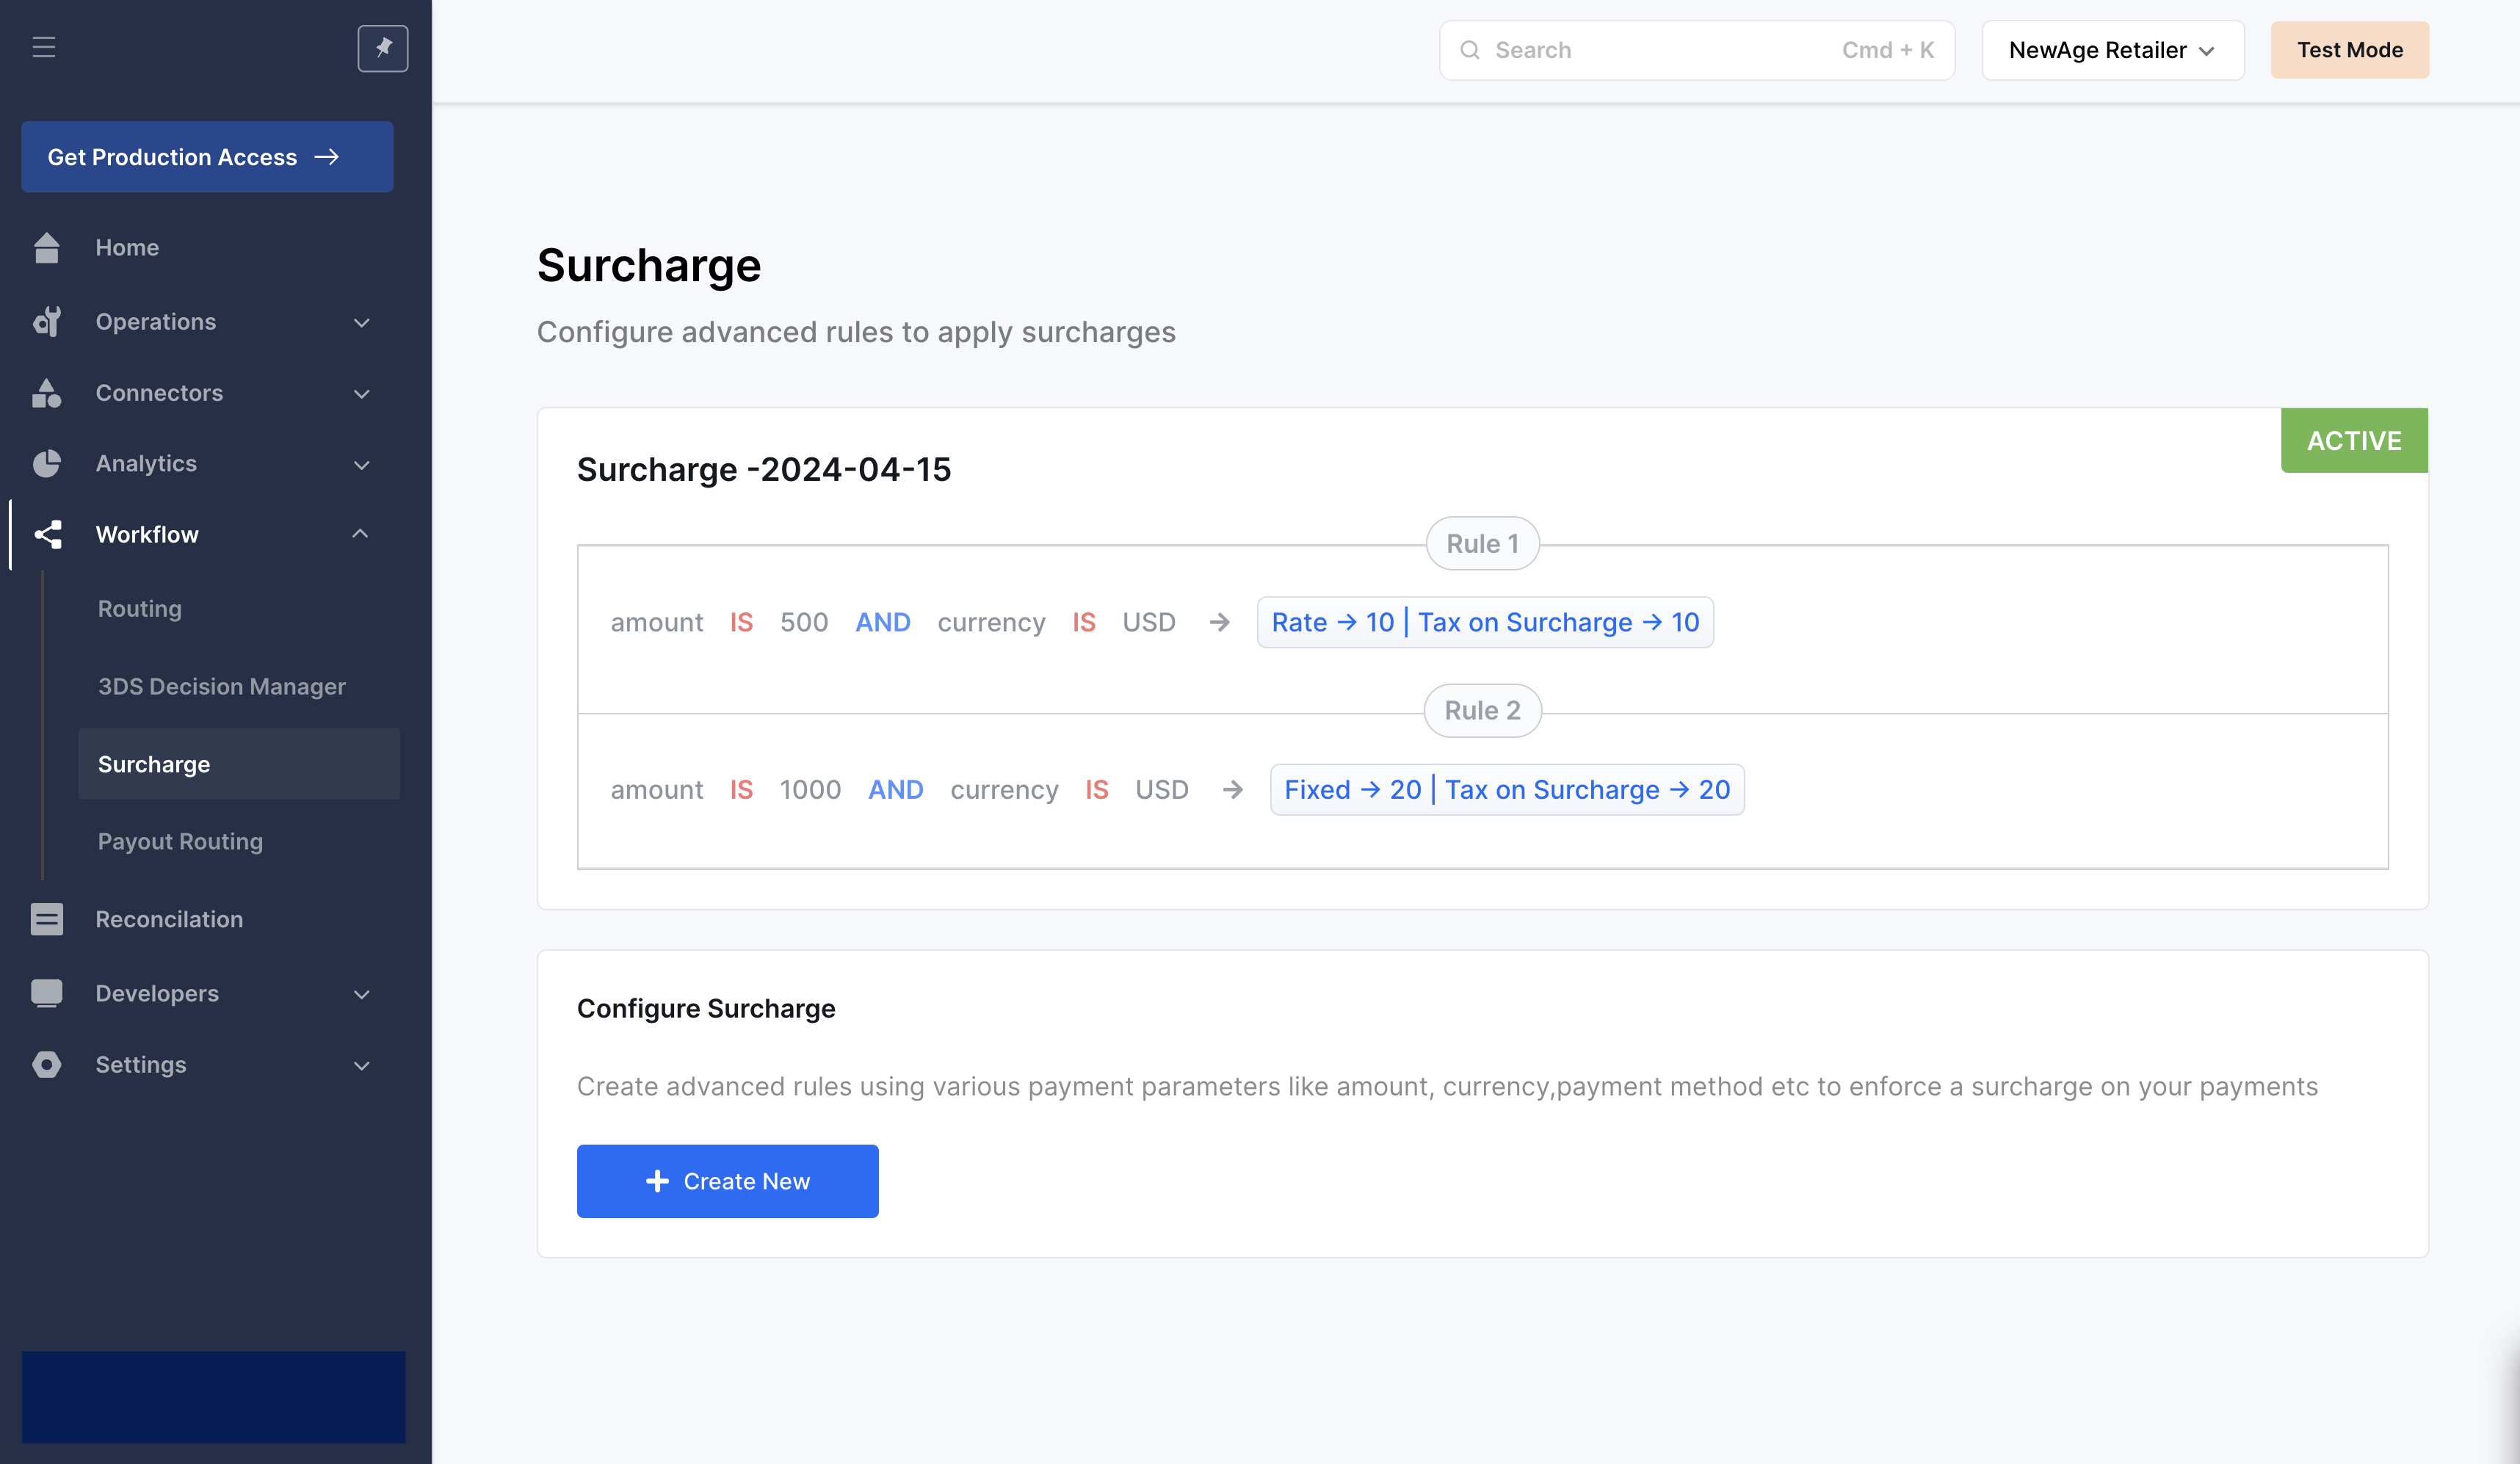 Get Production Access →
Home
Operations
Connectors
Analytics
Workflow
Routing
3DS Decision Manager
Surcharge
Payout Routing
Reconcilation
Developers
Settings
Search Cmd + K
NewAge Retailer
Test Mode
Surcharge
Configure advanced rules to apply surcharges
ACTIVE
Surcharge -2024-04-15
Rule 1
amount IS 500 AND currency IS USD → Rate → 10 | Tax on Surcharge → 10
Rule 2
amount IS 1000 AND currency IS USD → Fixed → 20 | Tax on Surcharge → 20
Configure Surcharge
Create advanced rules using various payment parameters like amount, currency,payment method etc to enforce a surcharge on your payments
+ Create New